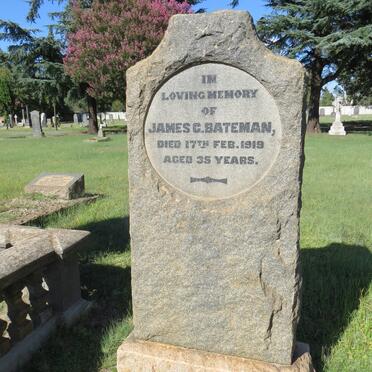 IN
LOVING MEMORY
OF
JAMES C. BATEMAN,
DIED 17TH FEB. 1919
AGED 35 YEARS.